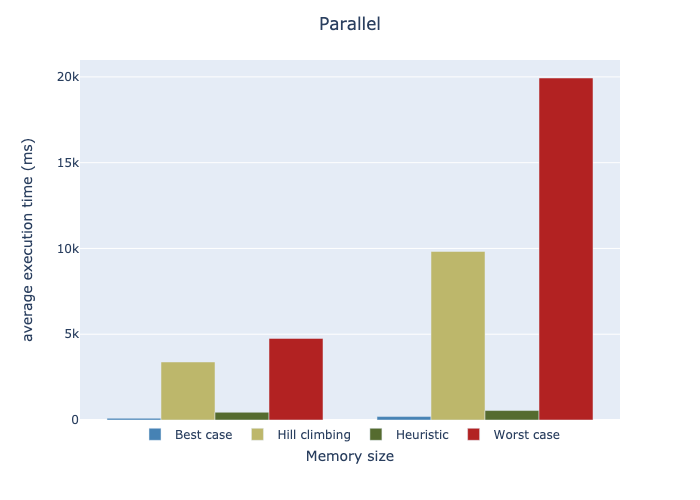 Parallel
average execution time (ms)
20k
15k
10k
5k
0
Best case
Hill climbing
Heuristic
Worst case
Memory size